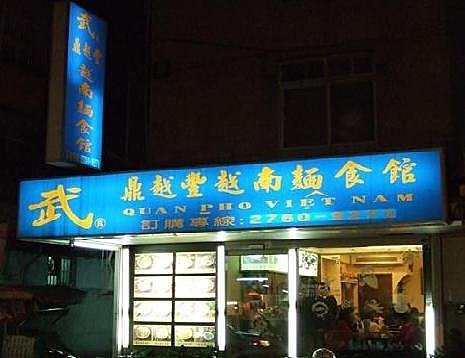 武
鼎越豐
越南麵食館
武 鼎越豐越南麵食館
QUAN PHO VIỆT NAM
訂購專線:2760-